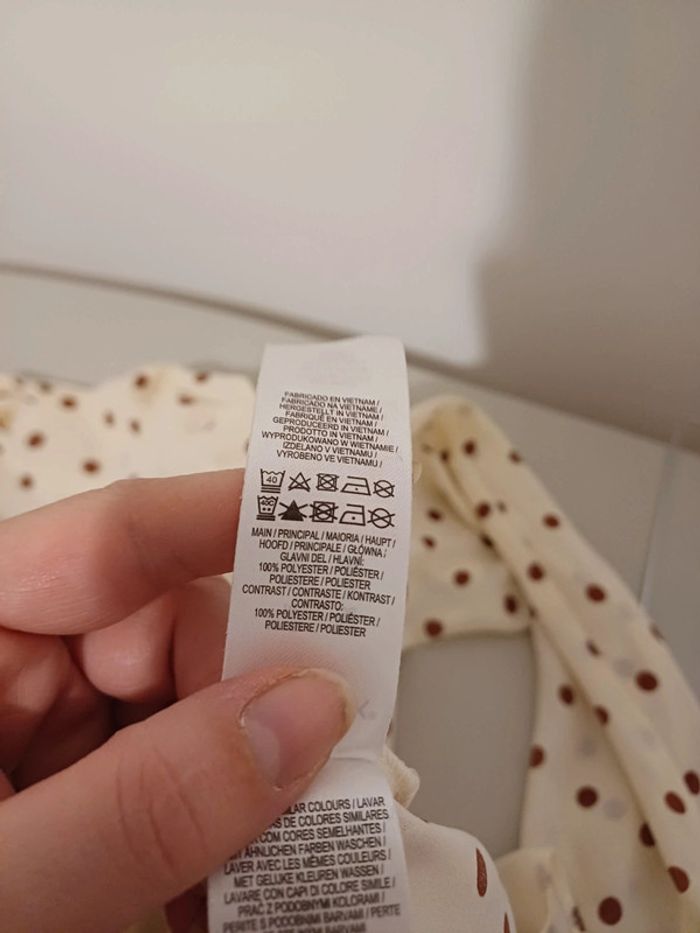 FABRICADO EN VIETNAM /
FABRICADO NA VIETNAME /
HERGESTELLT IN VIETNAM /
FABRIQUÉ EN VIETNAM /
GEPRODUCEERD IN VIETNAM /
PRODOTTO IN VIETNAM /
WYPRODUKOWANO W WIETNAMIE /
IZDELANO V VIETNAMU /
VYROBENO VE VIETNAMU /
40
MAIN / PRINCIPAL / MAIORIA / HAUPT /
HOOFD / PRINCIPALE / GŁÓWNA /
GLAVNI DEL / HLAVNÍ:
100% POLYESTER / POLIÉSTER /
POLIESTERE / POLIESTER
CONTRAST / CONTRASTE / KONTRAST /
CONTRASTO:
100% POLYESTER / POLIÉSTER /
POLIESTERE / POLIESTER
COLOURS / LAVAR
DE COLORES SIMILARES
COM CORES SEMELHANTES /
ÄHNLICHEN FARBEN WASCHEN /
LAVER AVEC LES MÊMES COULEURS /
MET GELIJKE KLEUREN WASSEN /
LAVARE CON CAPI DI COLORE SIMILE /
PRAĆ Z PODOBNYMI KOLORAMI /
PERITE S PODOBNIMI BARVAMI / PERTE